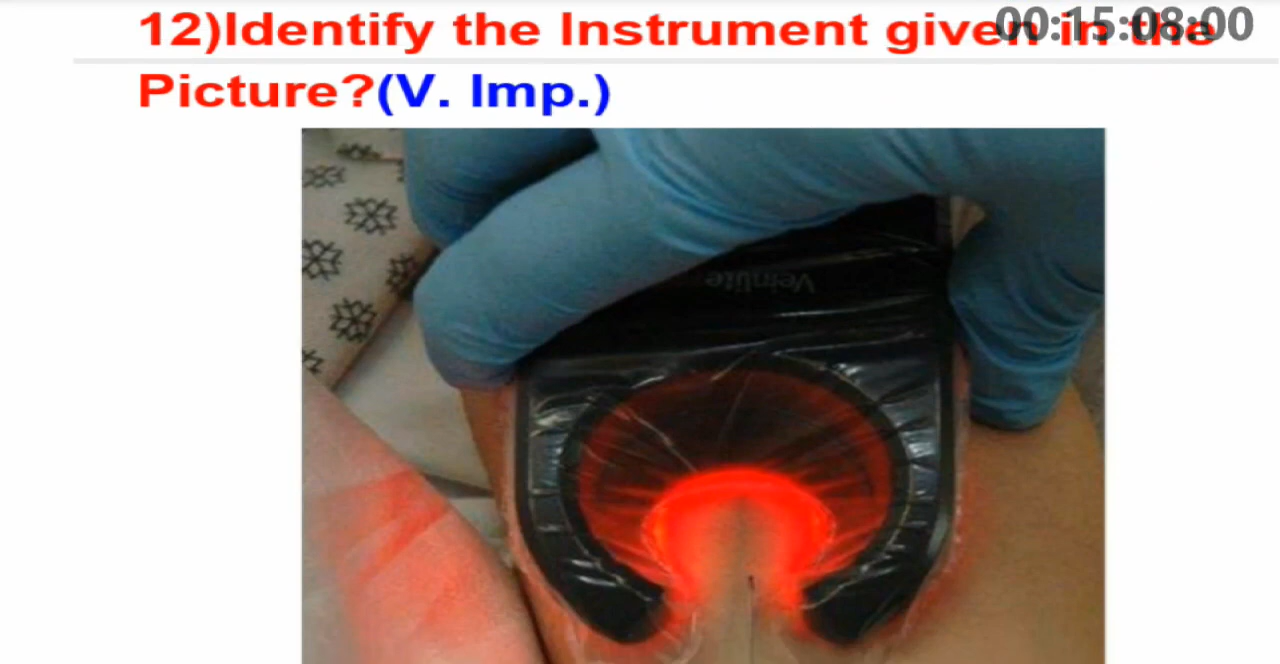 12)Identify the Instrument given in the
00:15:08:00
Picture?(V. Imp.)
Veinlite